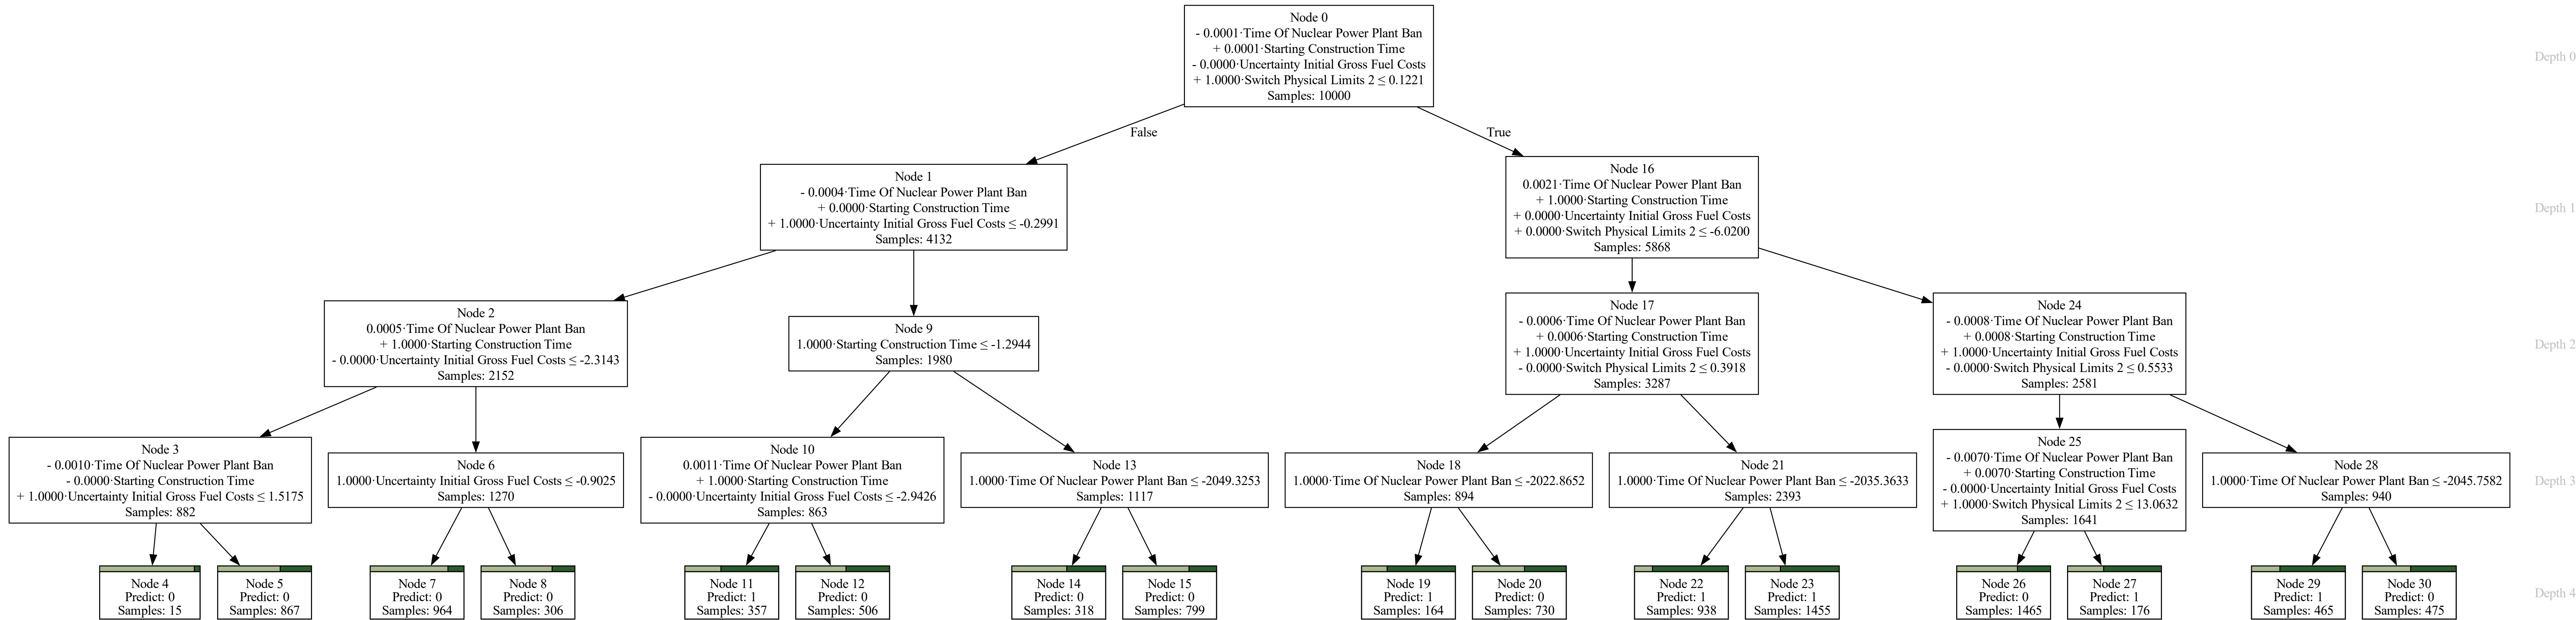 Node 0
- 0.0001·Time Of Nuclear Power Plant Ban
+ 0.0001·Starting Construction Time
- 0.0000·Uncertainty Initial Gross Fuel Costs
+ 1.0000·Switch Physical Limits 2 ≤ 0.1221
Samples: 10000
Depth 0
False
True
Node 1
- 0.0004·Time Of Nuclear Power Plant Ban
+ 0.0000·Starting Construction Time
+ 1.0000·Uncertainty Initial Gross Fuel Costs ≤ -0.2991
Samples: 4132
Node 16
0.0021·Time Of Nuclear Power Plant Ban
+ 1.0000·Starting Construction Time
+ 0.0000·Uncertainty Initial Gross Fuel Costs
+ 0.0000·Switch Physical Limits 2 ≤ -6.0200
Samples: 5868
Depth 1
Node 2
0.0005·Time Of Nuclear Power Plant Ban
+ 1.0000·Starting Construction Time
- 0.0000·Uncertainty Initial Gross Fuel Costs ≤ -2.3143
Samples: 2152
Node 9
1.0000·Starting Construction Time ≤ -1.2944
Samples: 1980
Node 17
- 0.0006·Time Of Nuclear Power Plant Ban
+ 0.0006·Starting Construction Time
+ 1.0000·Uncertainty Initial Gross Fuel Costs
- 0.0000·Switch Physical Limits 2 ≤ 0.3918
Samples: 3287
Node 24
- 0.0008·Time Of Nuclear Power Plant Ban
+ 0.0008·Starting Construction Time
+ 1.0000·Uncertainty Initial Gross Fuel Costs
- 0.0000·Switch Physical Limits 2 ≤ 0.5533
Samples: 2581
Depth 2
Node 3
- 0.0010·Time Of Nuclear Power Plant Ban
- 0.0000·Starting Construction Time
+ 1.0000·Uncertainty Initial Gross Fuel Costs ≤ 1.5175
Samples: 882
Node 6
1.0000·Uncertainty Initial Gross Fuel Costs ≤ -0.9025
Samples: 1270
Node 10
0.0011·Time Of Nuclear Power Plant Ban
+ 1.0000·Starting Construction Time
- 0.0000·Uncertainty Initial Gross Fuel Costs ≤ -2.9426
Samples: 863
Node 13
1.0000·Time Of Nuclear Power Plant Ban ≤ -2049.3253
Samples: 1117
Node 18
1.0000·Time Of Nuclear Power Plant Ban ≤ -2022.8652
Samples: 894
Node 21
1.0000·Time Of Nuclear Power Plant Ban ≤ -2035.3633
Samples: 2393
Node 25
- 0.0070·Time Of Nuclear Power Plant Ban
+ 0.0070·Starting Construction Time
- 0.0000·Uncertainty Initial Gross Fuel Costs
+ 1.0000·Switch Physical Limits 2 ≤ 13.0632
Samples: 1641
Node 28
1.0000·Time Of Nuclear Power Plant Ban ≤ -2045.7582
Samples: 940
Depth 3
Node 4
Predict: 0
Samples: 15
Node 5
Predict: 0
Samples: 867
Node 7
Predict: 0
Samples: 964
Node 8
Predict: 0
Samples: 306
Node 11
Predict: 1
Samples: 357
Node 12
Predict: 0
Samples: 506
Node 14
Predict: 0
Samples: 318
Node 15
Predict: 0
Samples: 799
Node 19
Predict: 1
Samples: 164
Node 20
Predict: 0
Samples: 730
Node 22
Predict: 1
Samples: 938
Node 23
Predict: 1
Samples: 1455
Node 26
Predict: 0
Samples: 1465
Node 27
Predict: 1
Samples: 176
Node 29
Predict: 1
Samples: 465
Node 30
Predict: 0
Samples: 475
Depth 4